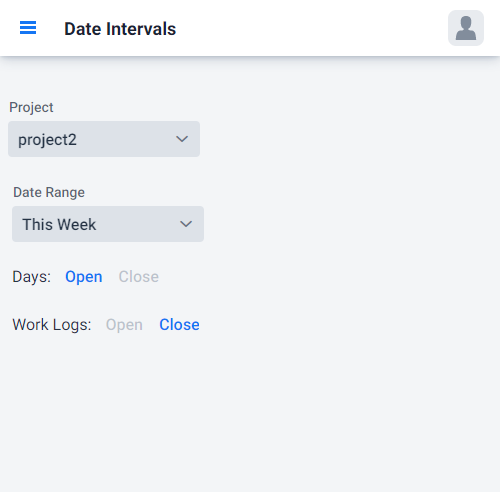 Date Intervals
Project
project2
Date Range
This Week
Days: Open Close
Work Logs: Open Close